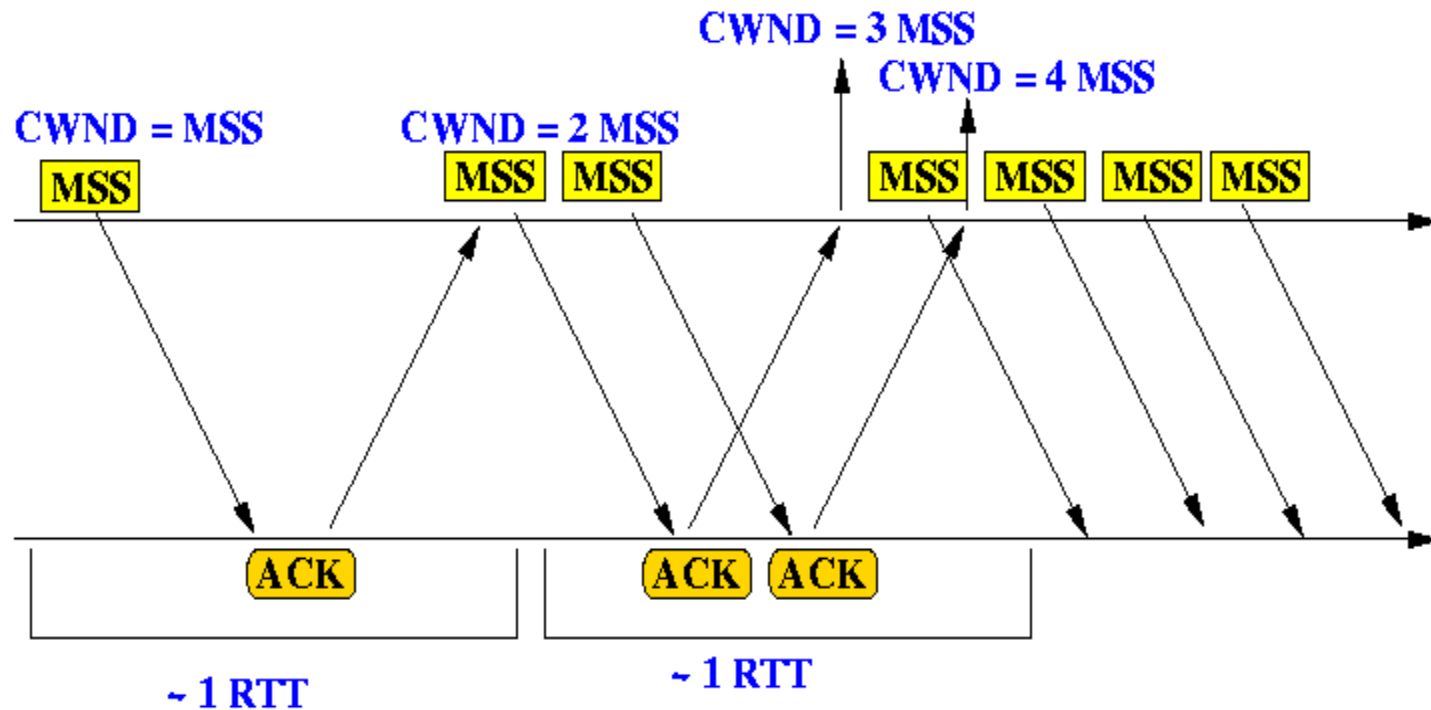 CWND = 3 MSS
CWND = 4 MSS
CWND = MSS
CWND = 2 MSS
MSS
MSS
MSS
MSS
MSS
MSS
MSS
ACK
ACK
ACK
~ 1 RTT
~ 1 RTT